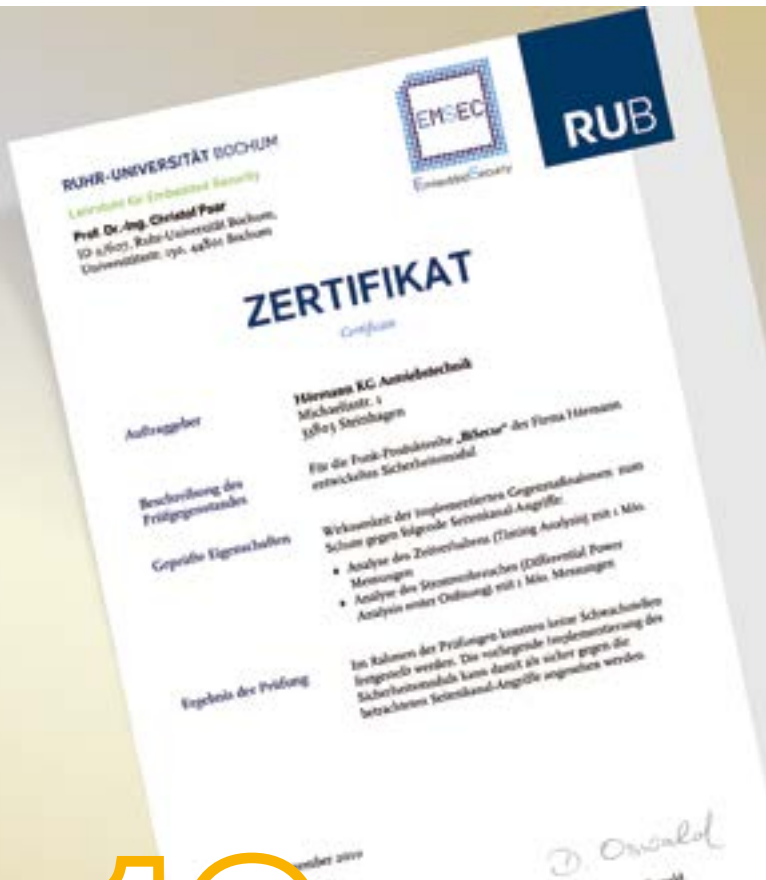 EMSEC
EmbeddedSecurity
RUB
RUHR-UNIVERSITÄT BOCHUM
Lehrstuhl für Embedded Security
Prof. Dr.-Ing. Christof Paar
ID 2/607, Ruhr-Universität Bochum,
Universitätsstr. 150, 44801 Bochum
ZERTIFIKAT
Certificate
Auftraggeber
Hörmann KG Antriebstechnik
Michaelisstr. 1
33803 Steinhagen
Beschreibung des
Prüfgegenstandes
Für die Funk-Produktreihe „BiSecur“ der Firma Hörmann
entwickeltes Sicherheitsmodul.
Geprüfte Eigenschaften
Wirksamkeit der implementierten Gegenmaßnahmen zum
Schutz gegen folgende Seitenkanal-Angriffe:
• Analyse des Zeitverhaltens (Timing Analysis) mit 1 Mio.
Messungen
• Analyse des Stromverbrauches (Differential Power
Analysis erster Ordnung) mit 1 Mio. Messungen
Ergebnis der Prüfung
Im Rahmen der Prüfungen konnten keine Schwachstellen
festgestellt werden. Die vorliegende Implementierung des
Sicherheitsmoduls kann damit als sicher gegen die
betrachteten Seitenkanal-Angriffe angesehen werden.
ember 2010
D. Oswald
10